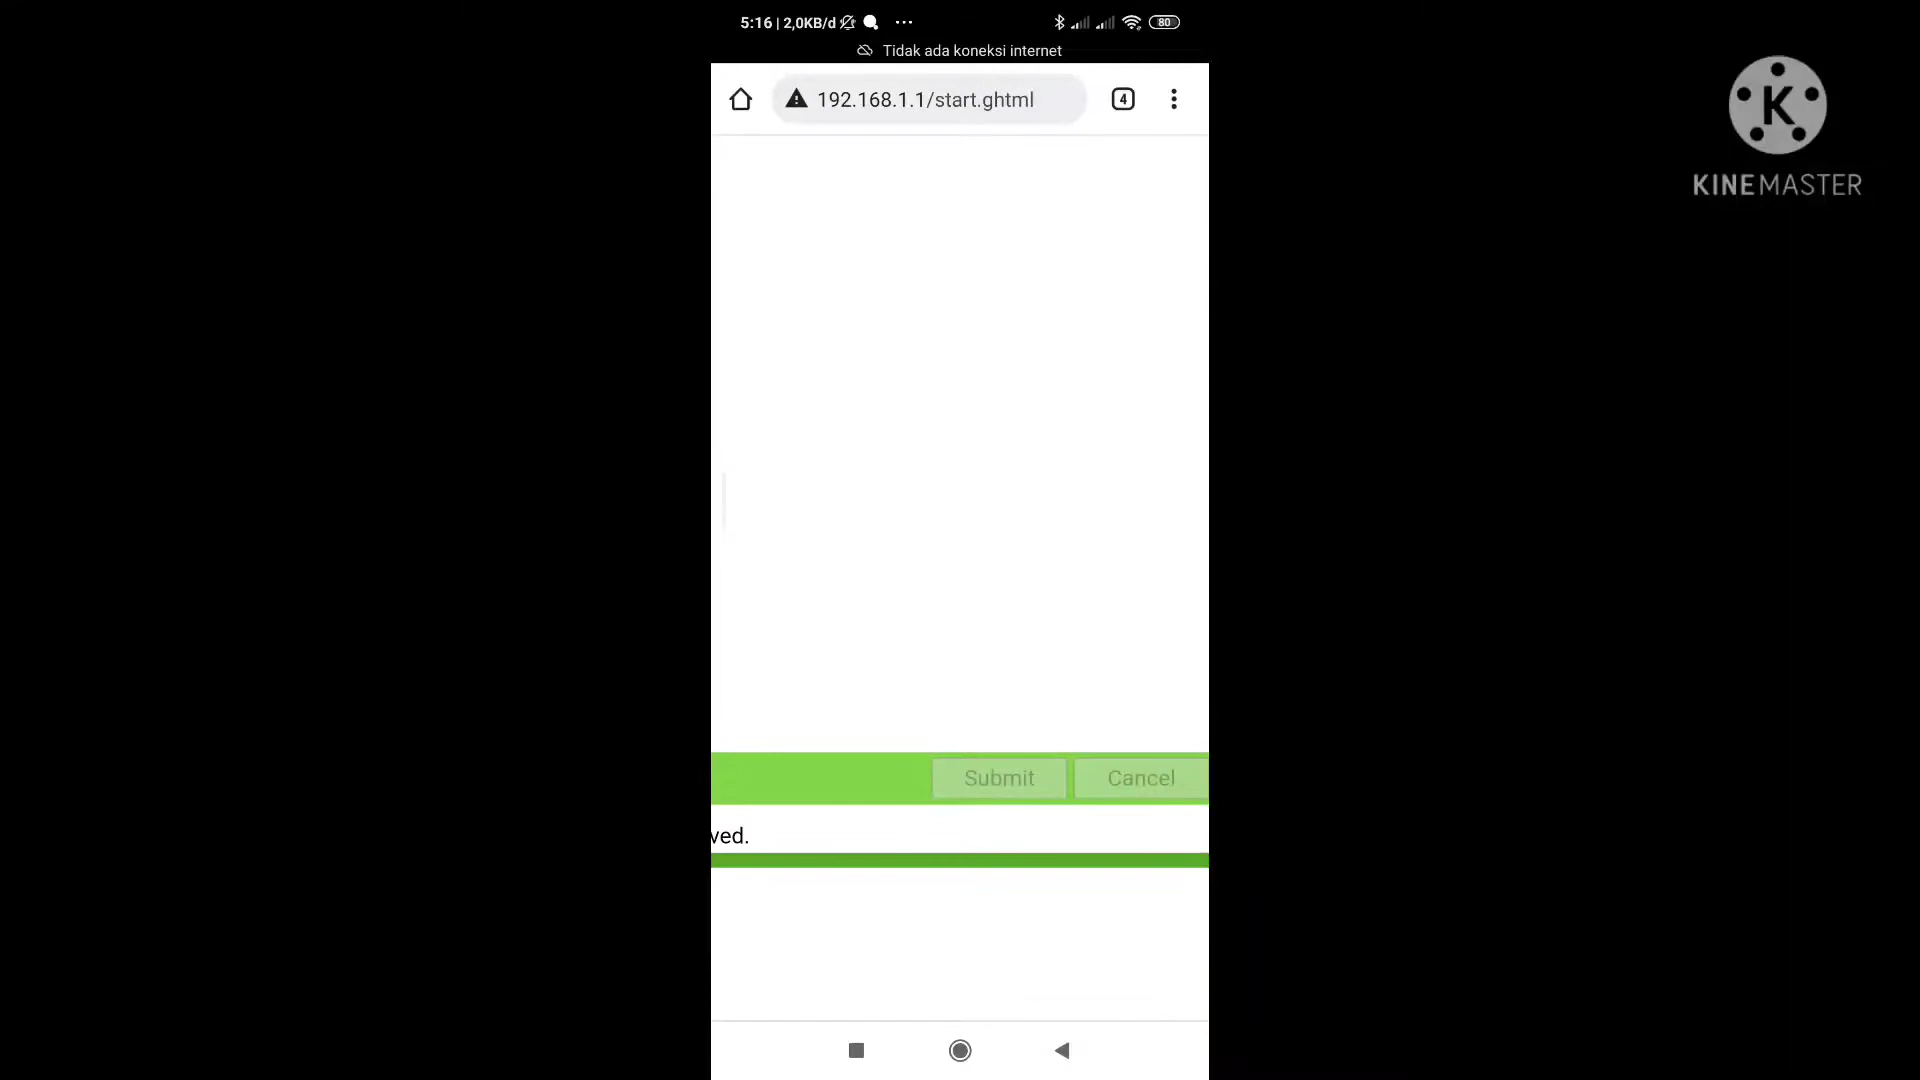 5:16 | 2,0KB/d
80
Tidak ada koneksi internet
192.168.1.1/start.ghtml
4
K
KINEMASTER
Submit
Cancel
ved.